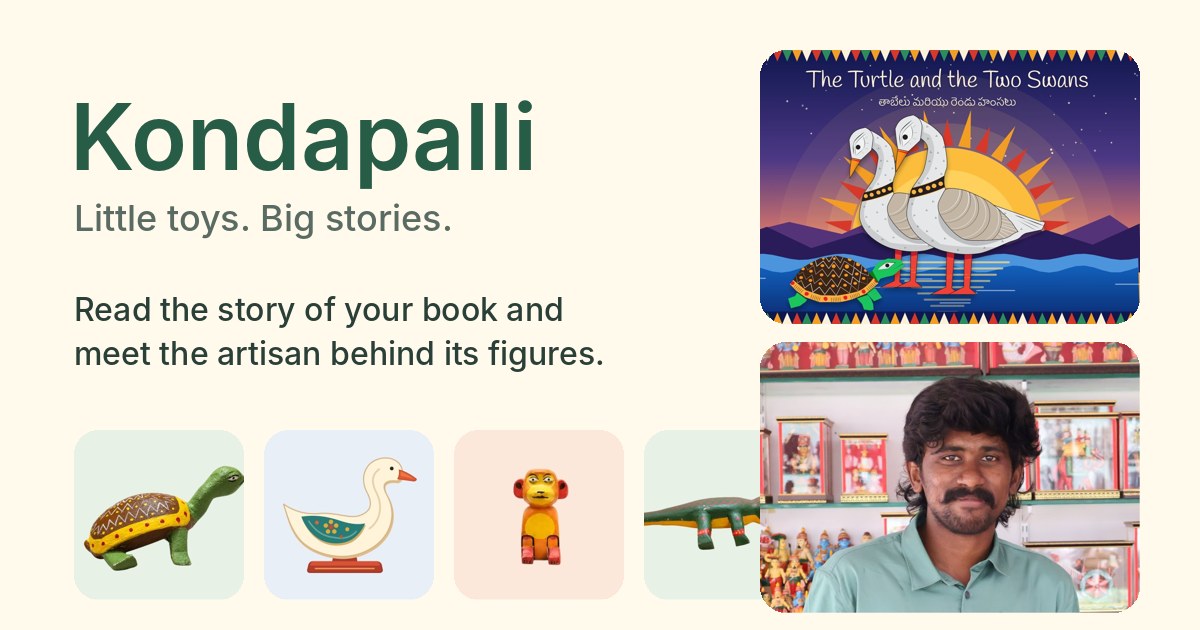 Kondapalli
Little toys. Big stories.
Read the story of your book and
meet the artisan behind its figures.
The Turtle and the Two Swans
తాబేలు మరియు రెండు హంసలు